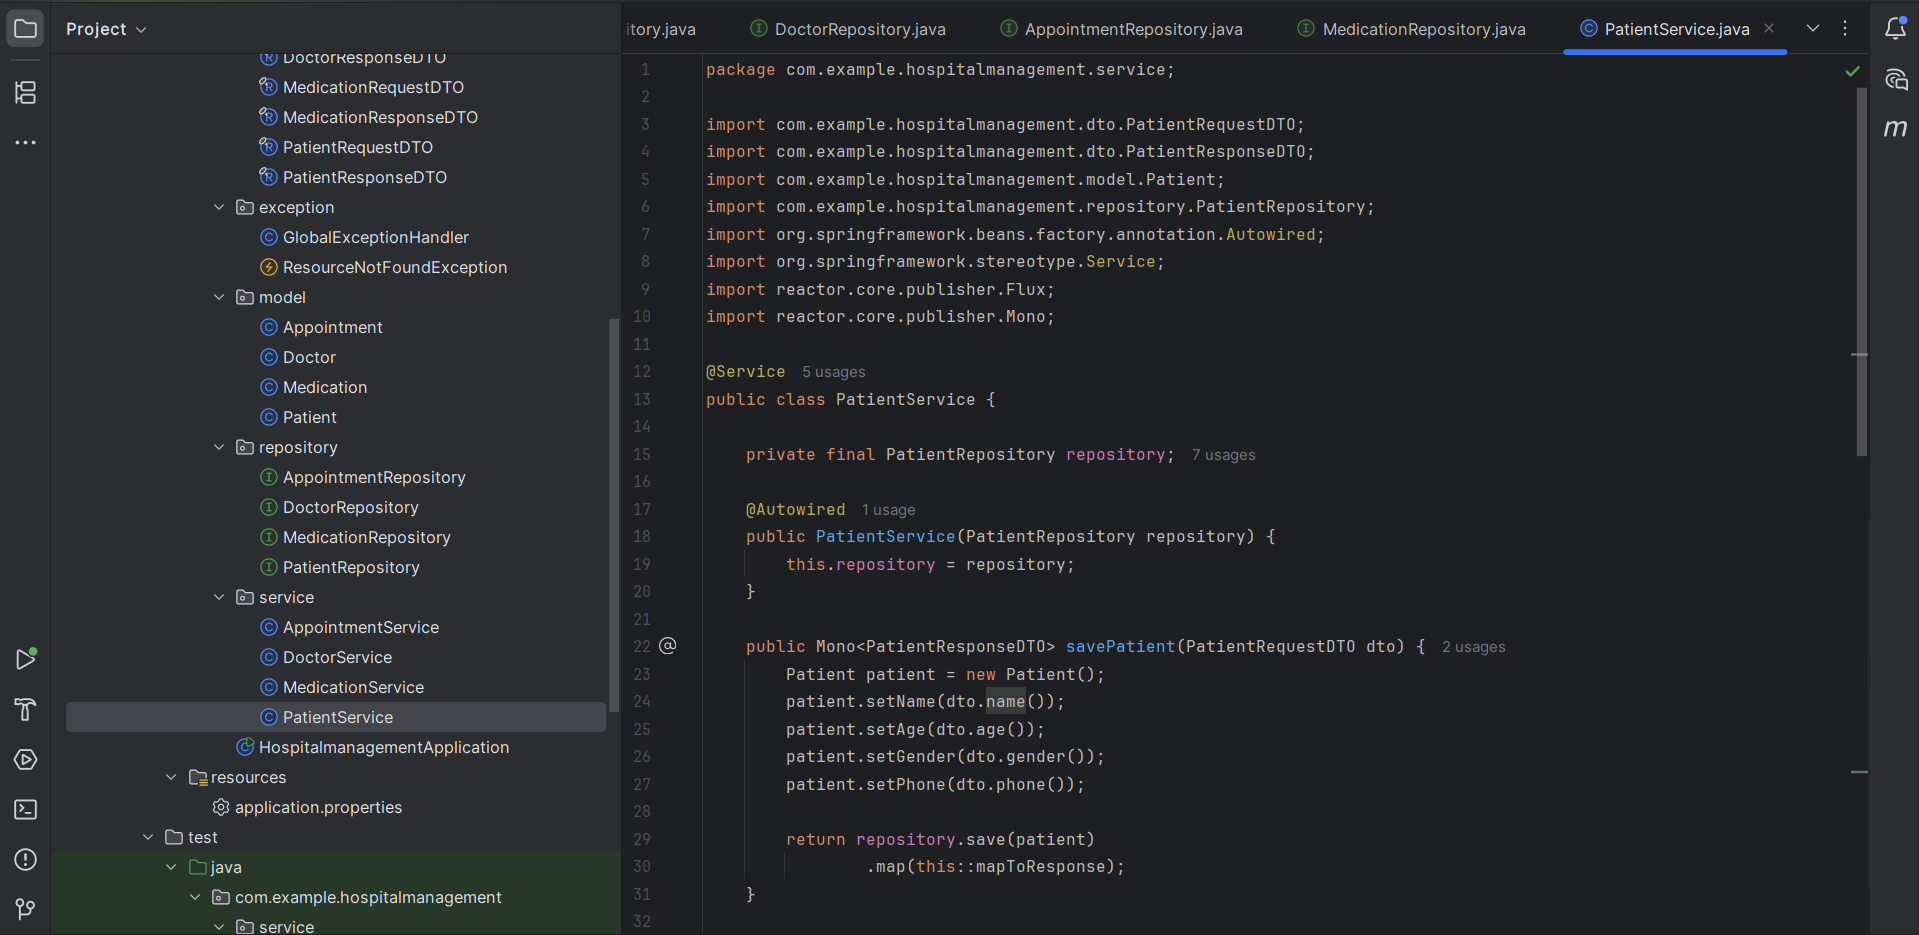 Project
itory.java
DoctorRepository.java
AppointmentRepository.java
MedicationRepository.java
PatientService.java
DoctorResponseDTO
MedicationRequestDTO
MedicationResponseDTO
PatientRequestDTO
PatientResponseDTO
exception
GlobalExceptionHandler
ResourceNotFoundException
model
Appointment
Doctor
Medication
Patient
repository
AppointmentRepository
DoctorRepository
MedicationRepository
PatientRepository
service
AppointmentService
DoctorService
MedicationService
PatientService
HospitalmanagementApplication
resources
application.properties
test
java
com.example.hospitalmanagement
service
1 package com.example.hospitalmanagement.service;
2
3 import com.example.hospitalmanagement.dto.PatientRequestDTO;
4 import com.example.hospitalmanagement.dto.PatientResponseDTO;
5 import com.example.hospitalmanagement.model.Patient;
6 import com.example.hospitalmanagement.repository.PatientRepository;
7 import org.springframework.beans.factory.annotation.Autowired;
8 import org.springframework.stereotype.Service;
9 import reactor.core.publisher.Flux;
10 import reactor.core.publisher.Mono;
11
12 @Service 5 usages
13 public class PatientService {
14
15 private final PatientRepository repository; 7 usages
16
17 @Autowired 1 usage
18 public PatientService(PatientRepository repository) {
19 this.repository = repository;
20 }
21
22 public Mono<PatientResponseDTO> savePatient(PatientRequestDTO dto) { 2 usages
23 Patient patient = new Patient();
24 patient.setName(dto.name());
25 patient.setAge(dto.age());
26 patient.setGender(dto.gender());
27 patient.setPhone(dto.phone());
28
29 return repository.save(patient)
30 .map(this::mapToResponse);
31 }
32
m